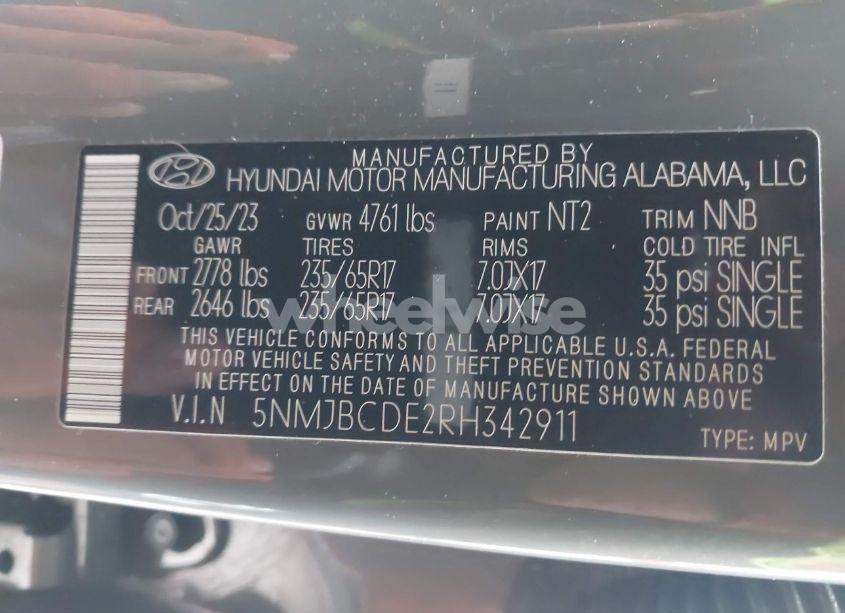 MANUFACTURED BY
HYUNDAI MOTOR MANUFACTURING ALABAMA, LLC
Oct/25/23 GVWR 4761 lbs PAINT NT2 TRIM NNB
GAWR TIRES RIMS COLD TIRE INFL
FRONT 2778 lbs 235/65R17 7.0JX17 35 psi SINGLE
REAR 2646 lbs 235/65R17 7.0JX17 35 psi SINGLE
wheelwise
THIS VEHICLE CONFORMS TO ALL APPLICABLE U.S.A. FEDERAL
MOTOR VEHICLE SAFETY AND THEFT PREVENTION STANDARDS
IN EFFECT ON THE DATE OF MANUFACTURE SHOWN ABOVE
V.I.N 5NMJBCDE2RH342911
TYPE: MPV